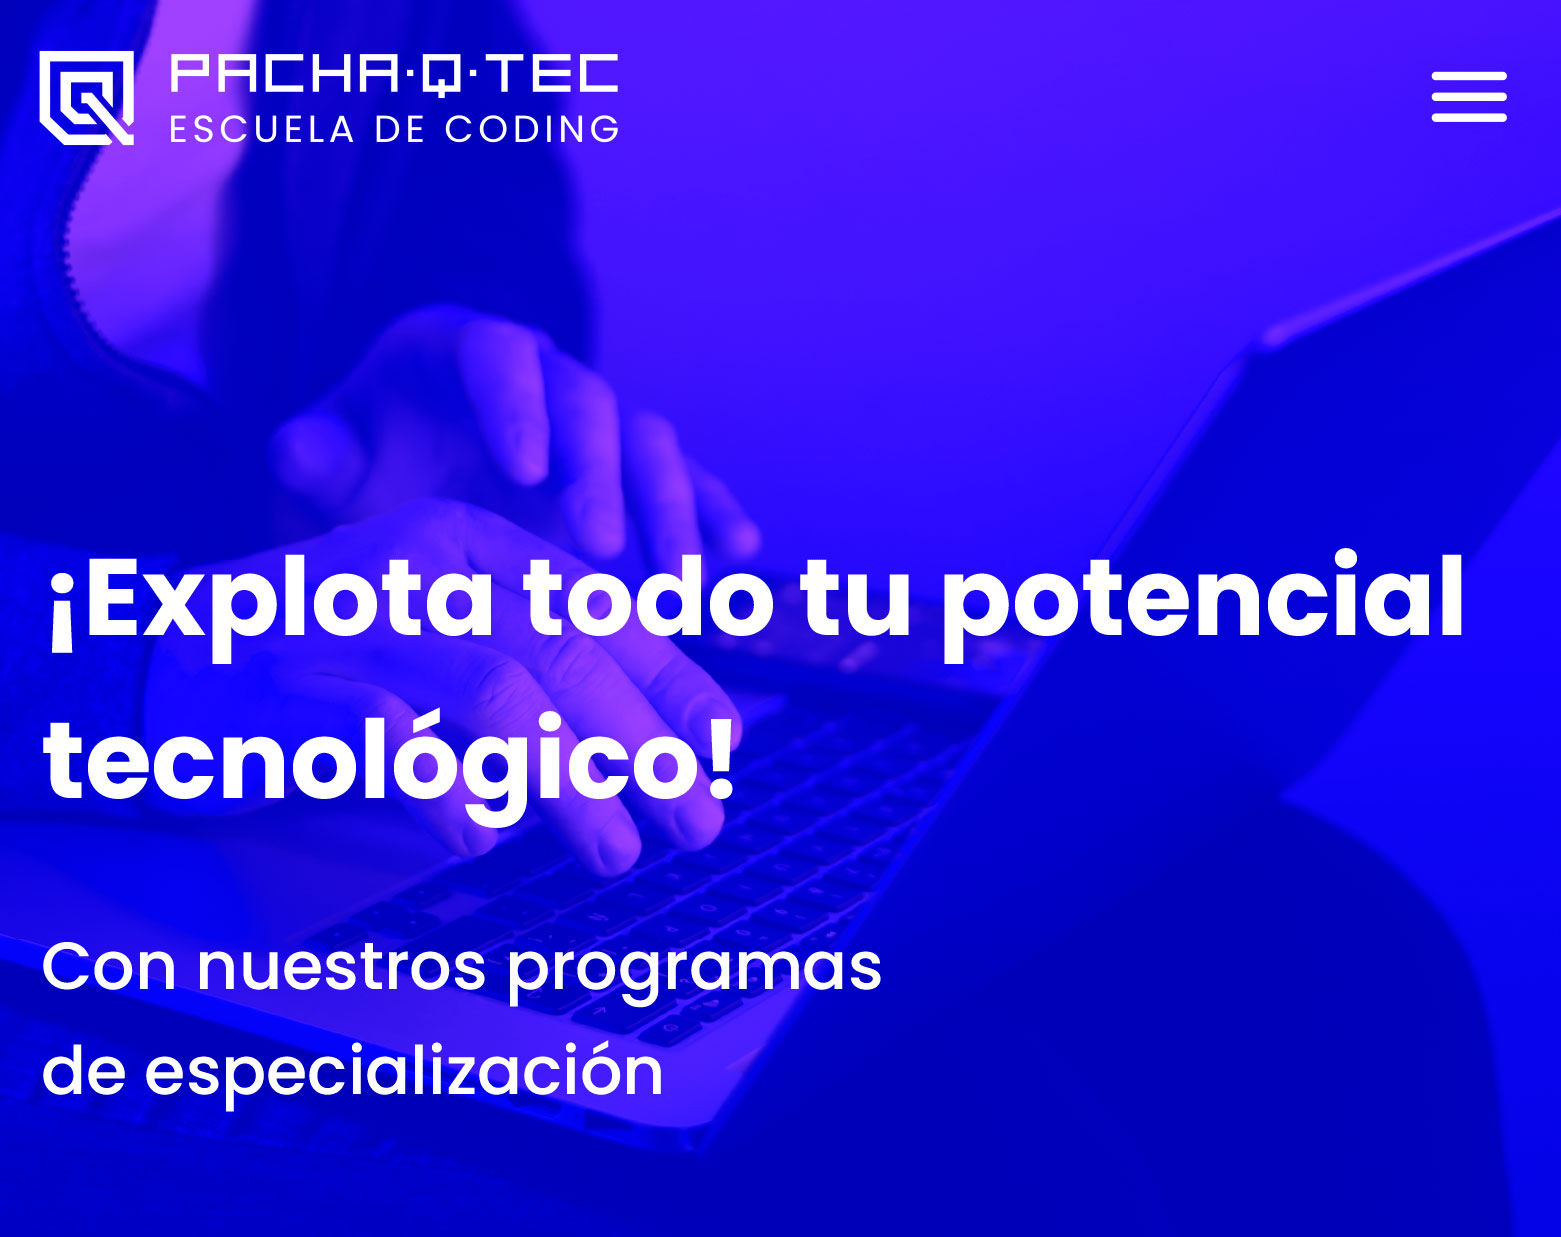 PACHA·Q·TEC
ESCUELA DE CODING
¡Explota todo tu potencial
tecnológico!
Con nuestros programas
de especialización